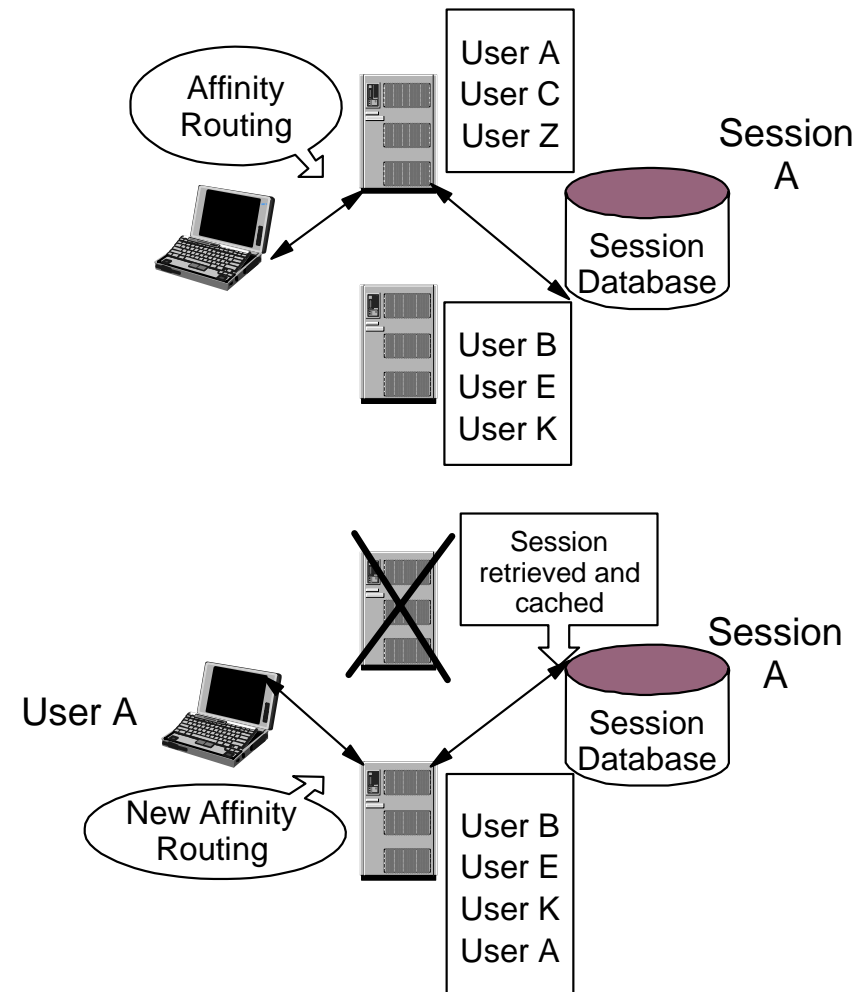 Affinity
Routing
User A
User C
User Z
Session
A
Session
Database
User B
User E
User K
Session
retrieved and
cached
Session
A
User A
Session
Database
New Affinity
Routing
User B
User E
User K
User A